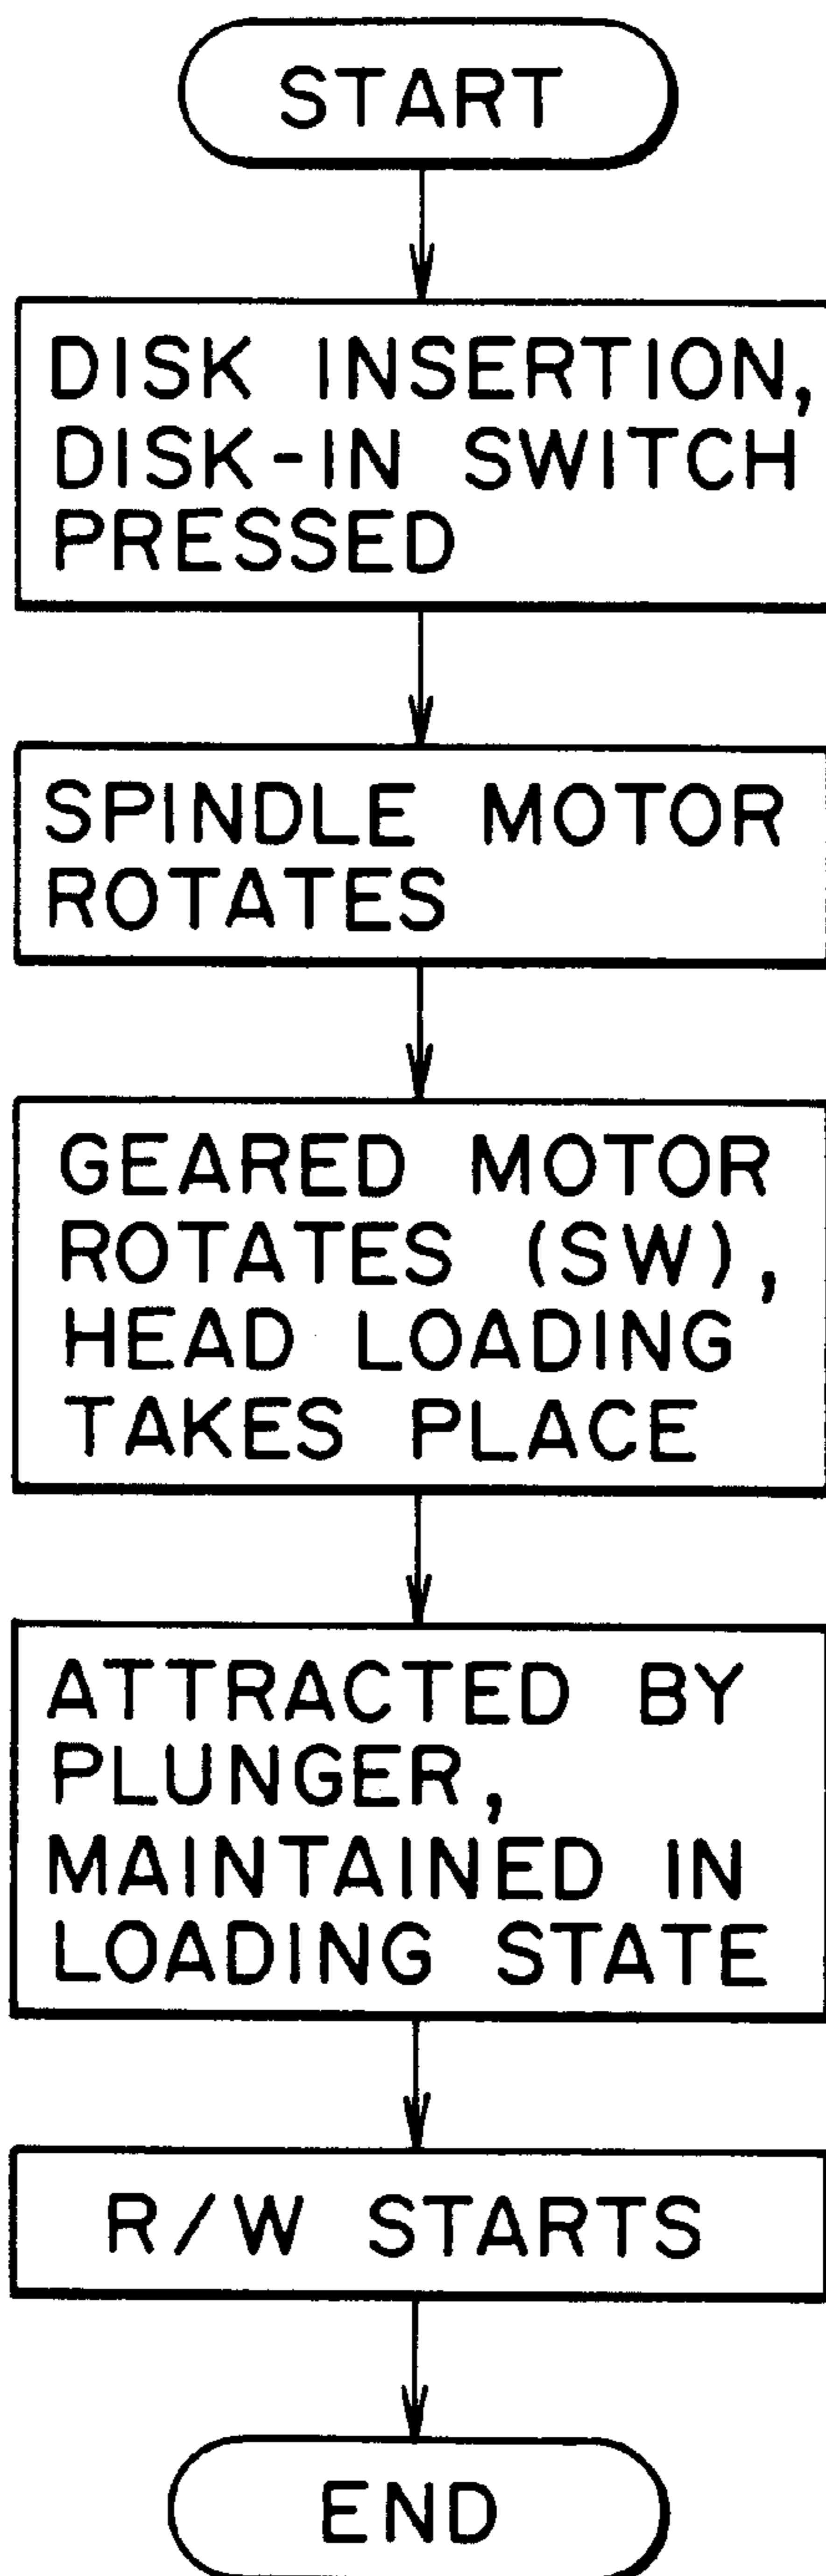 START
DISK INSERTION,
DISK-IN SWITCH
PRESSED
SPINDLE MOTOR
ROTATES
GEARED MOTOR
ROTATES (SW),
HEAD LOADING
TAKES PLACE
ATTRACTED BY
PLUNGER,
MAINTAINED IN
LOADING STATE
R/W STARTS
END